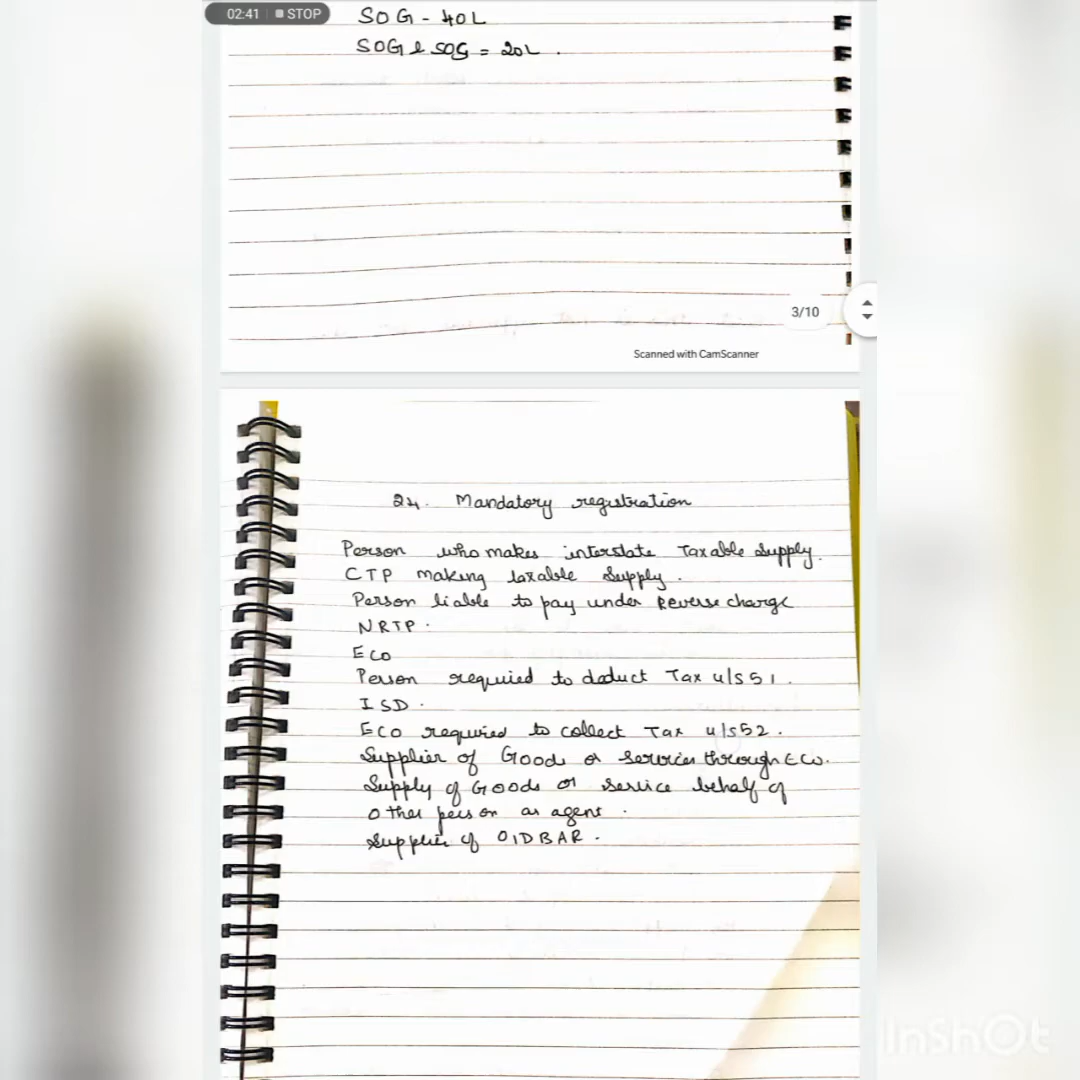 02:41 STOP
SOG - 40L
SOG & SOG = 20L.
3/10
Scanned with CamScanner
24. Mandatory registration
Person who makes interstate Taxable Supply.
CTP making taxable Supply.
Person liable to pay under Reverse charge
NRTP.
ECO
Person required to deduct Tax u/s 51.
ISD.
ECO required to collect Tax u/s 52.
Supplier of Goods or services through ECO.
Supply of Goods or service behalf of
other person as agent.
Supplier of OIDBAR.
InShOt